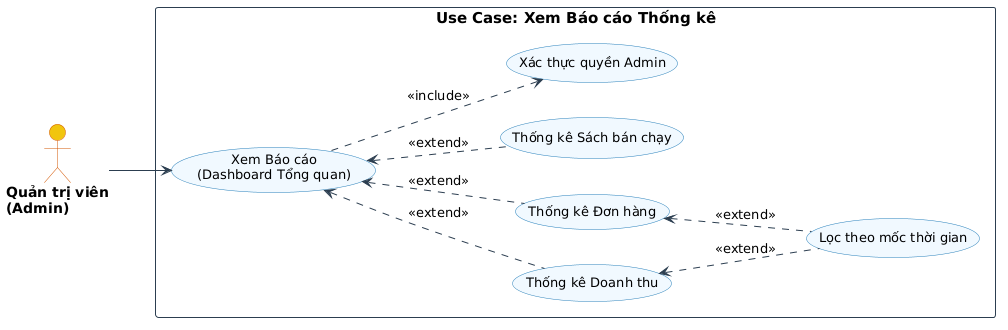 Use Case: Xem Báo cáo Thống kê
Xác thực quyền Admin
«include»
Thống kê Sách bán chạy
«extend»
Xem Báo cáo
(Dashboard Tổng quan)
Quản trị viên
(Admin)
«extend»
Thống kê Đơn hàng
«extend»
Lọc theo mốc thời gian
«extend»
«extend»
Thống kê Doanh thu